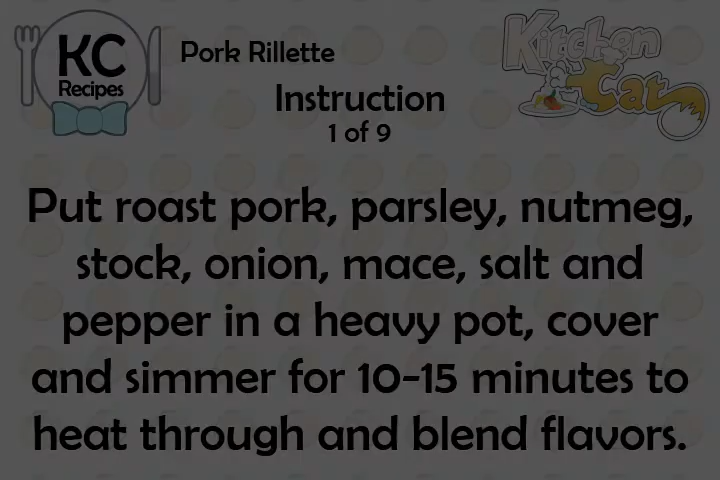 KC
Recipes
Pork Rillette
Kitchen
Cat
Instruction
1 of 9
Put roast pork, parsley, nutmeg,
stock, onion, mace, salt and
pepper in a heavy pot, cover
and simmer for 10-15 minutes to
heat through and blend flavors.